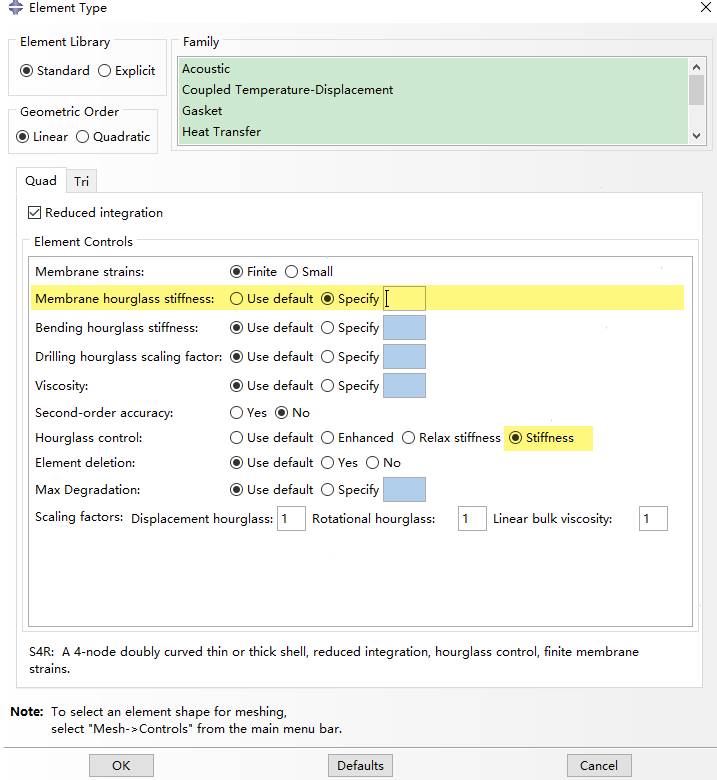 Element Type
Element Library
Standard Explicit
Geometric Order
Linear Quadratic
Family
Acoustic
Coupled Temperature-Displacement
Gasket
Heat Transfer
Quad Tri
Reduced integration
Element Controls
Membrane strains: Finite Small
Membrane hourglass stiffness: Use default Specify
Bending hourglass stiffness: Use default Specify
Drilling hourglass scaling factor: Use default Specify
Viscosity: Use default Specify
Second-order accuracy: Yes No
Hourglass control: Use default Enhanced Relax stiffness Stiffness
Element deletion: Use default Yes No
Max Degradation: Use default Specify
Scaling factors: Displacement hourglass: 1 Rotational hourglass: 1 Linear bulk viscosity: 1
S4R: A 4-node doubly curved thin or thick shell, reduced integration, hourglass control, finite membrane
strains.
Note: To select an element shape for meshing,
select "Mesh->Controls" from the main menu bar.
OK Defaults Cancel